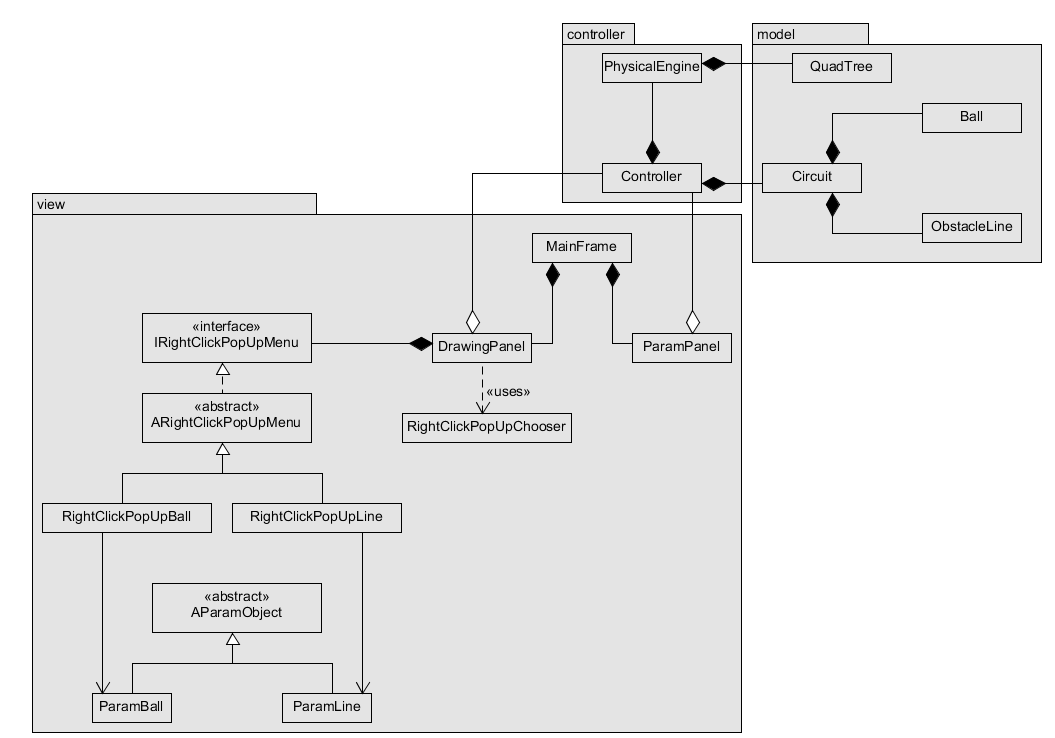 controller
model
PhysicalEngine
QuadTree
Ball
Controller
Circuit
ObstacleLine
view
MainFrame
«interface»
IRightClickPopUpMenu
DrawingPanel
ParamPanel
«uses»
«abstract»
ARightClickPopUpMenu
RightClickPopUpChooser
RightClickPopUpBall
RightClickPopUpLine
«abstract»
AParamObject
ParamBall
ParamLine